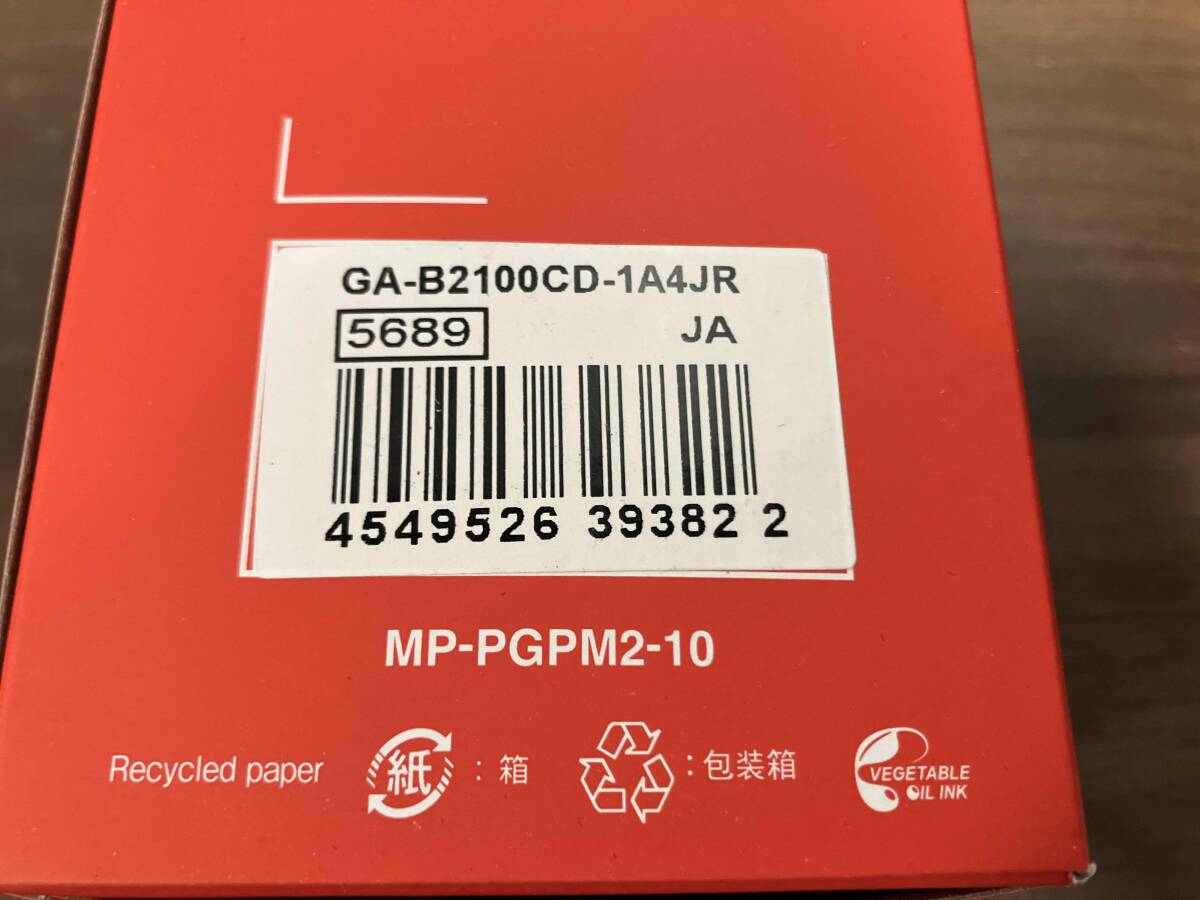 GA-B2100CD-1A4JR
5689 JA
4549526 39382 2
MP-PGPM2-10
Recycled paper 紙 : 箱 : 包装箱 VEGETABLE OIL INK